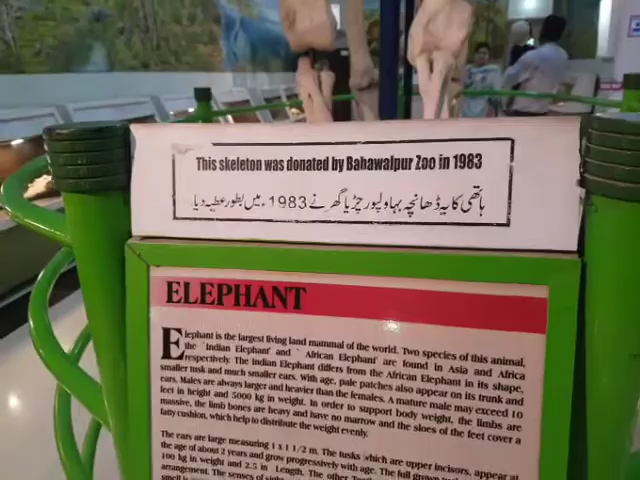 This skeleton was donated by Bahawalpur Zoo in 1983
ہاتھی کا یہ ڈھانچہ بہاولپور چڑیا گھر نے 1983ء میں بطور عطیہ دیا
ELEPHANT
Elephant is the largest living land mammal of the world. Two species of this animal,
the `Indian Elephant' and ` African Elephant' are found in Asia and Africa
respectively. The Indian Elephant differs from the African Elephant in its shape,
smaller tusk and much smaller ears. With age, pale patches also appear on its trunk and
ears. Males are always larger and heavier than the females. A mature male may exceed 10
feet in height and 5000 kg in weight. In order to support body weight, the limbs are
massive, the limb bones are heavy and have no marrow and the sloes of the feet cover a
fatty cushion, which help to distribute the weight evenly.
The ears are large measuring 1 x 1 1/2 m. The tusks which are upper incisors, appear at
the age of about 2 years and grow progressively with age. The full grown
100 kg in weight and 2.5 in Length. The other
arrangement. The senses of